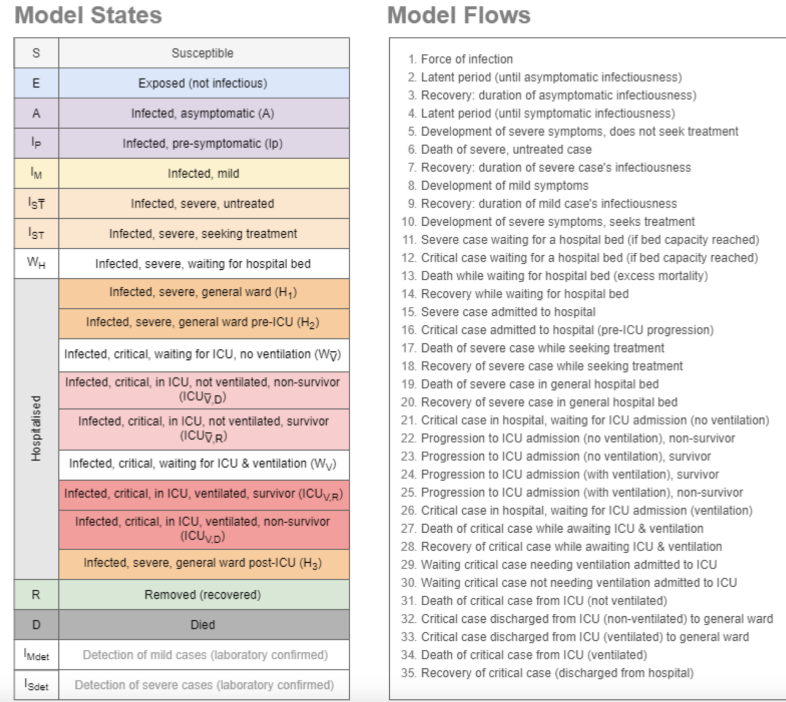 Model States
S Susceptible
E Exposed (not infectious)
A Infected, asymptomatic (A)
IP Infected, pre-symptomatic (Ip)
IM Infected, mild
IST̅ Infected, severe, untreated
IST Infected, severe, seeking treatment
WH Infected, severe, waiting for hospital bed
Hospitalised
Infected, severe, general ward (H1)
Infected, severe, general ward pre-ICU (H2)
Infected, critical, waiting for ICU, no ventilation (WV̅)
Infected, critical, in ICU, not ventilated, non-survivor
(ICUV̅,D)
Infected, critical, in ICU, not ventilated, survivor
(ICUV̅,R)
Infected, critical, waiting for ICU & ventilation (WV)
Infected, critical, in ICU, ventilated, survivor (ICUV,R)
Infected, critical, in ICU, ventilated, non-survivor
(ICUV,D)
Infected, severe, general ward post-ICU (H3)
R Removed (recovered)
D Died
IMdet Detection of mild cases (laboratory confirmed)
ISdet Detection of severe cases (laboratory confirmed)
Model Flows
1. Force of infection
2. Latent period (until asymptomatic infectiousness)
3. Recovery: duration of asymptomatic infectiousness)
4. Latent period (until symptomatic infectiousness)
5. Development of severe symptoms, does not seek treatment
6. Death of severe, untreated case
7. Recovery: duration of severe case's infectiousness
8. Development of mild symptoms
9. Recovery: duration of mild case's infectiousness
10. Development of severe symptoms, seeks treatment
11. Severe case waiting for a hospital bed (if bed capacity reached)
12. Critical case waiting for a hospital bed (if bed capacity reached)
13. Death while waiting for hospital bed (excess mortality)
14. Recovery while waiting for hospital bed
15. Severe case admitted to hospital
16. Critical case admitted to hospital (pre-ICU progression)
17. Death of severe case while seeking treatment
18. Recovery of severe case while seeking treatment
19. Death of severe case in general hospital bed
20. Recovery of severe case in general hospital bed
21. Critical case in hospital, waiting for ICU admission (no ventilation)
22. Progression to ICU admission (no ventilation), non-survivor
23. Progression to ICU admission (no ventilation), survivor
24. Progression to ICU admission (with ventilation), survivor
25. Progression to ICU admission (with ventilation), non-survivor
26. Critical case in hospital, waiting for ICU admission (ventilation)
27. Death of critical case while awaiting ICU & ventilation
28. Recovery of critical case while awaiting ICU & ventilation
29. Waiting critical case needing ventilation admitted to ICU
30. Waiting critical case not needing ventilation admitted to ICU
31. Death of critical case from ICU (not ventilated)
32. Critical case discharged from ICU (non-ventilated) to general ward
33. Critical case discharged from ICU (ventilated) to general ward
34. Death of critical case from ICU (ventilated)
35. Recovery of critical case (discharged from hospital)